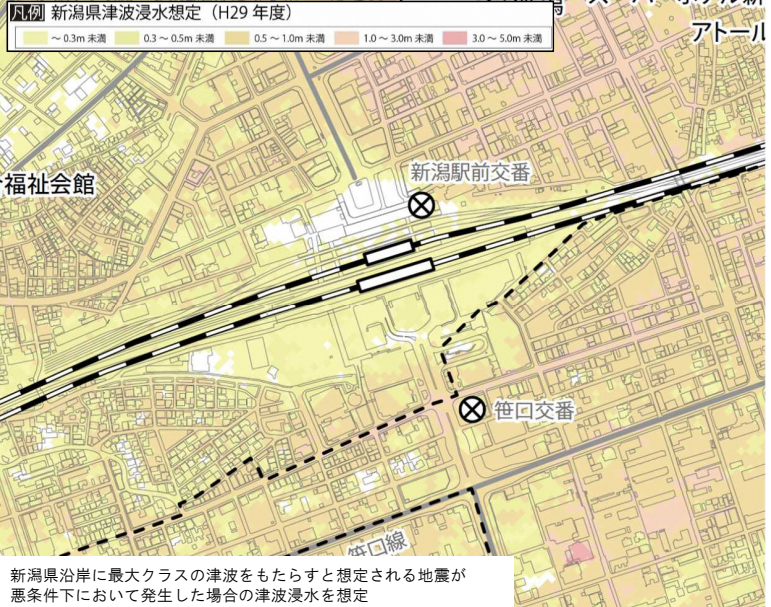 凡例 新潟県津波浸水想定（H29 年度）
～0.3m 未満 0.3 ～ 0.5m 未満 0.5 ～ 1.0m 未満 1.0 ～ 3.0m 未満 3.0 ～ 5.0m 未満
アトール
新潟駅前交番
福祉会館
笹口交番
笹口線
新潟県沿岸に最大クラスの津波をもたらすと想定される地震が
悪条件下において発生した場合の津波浸水を想定